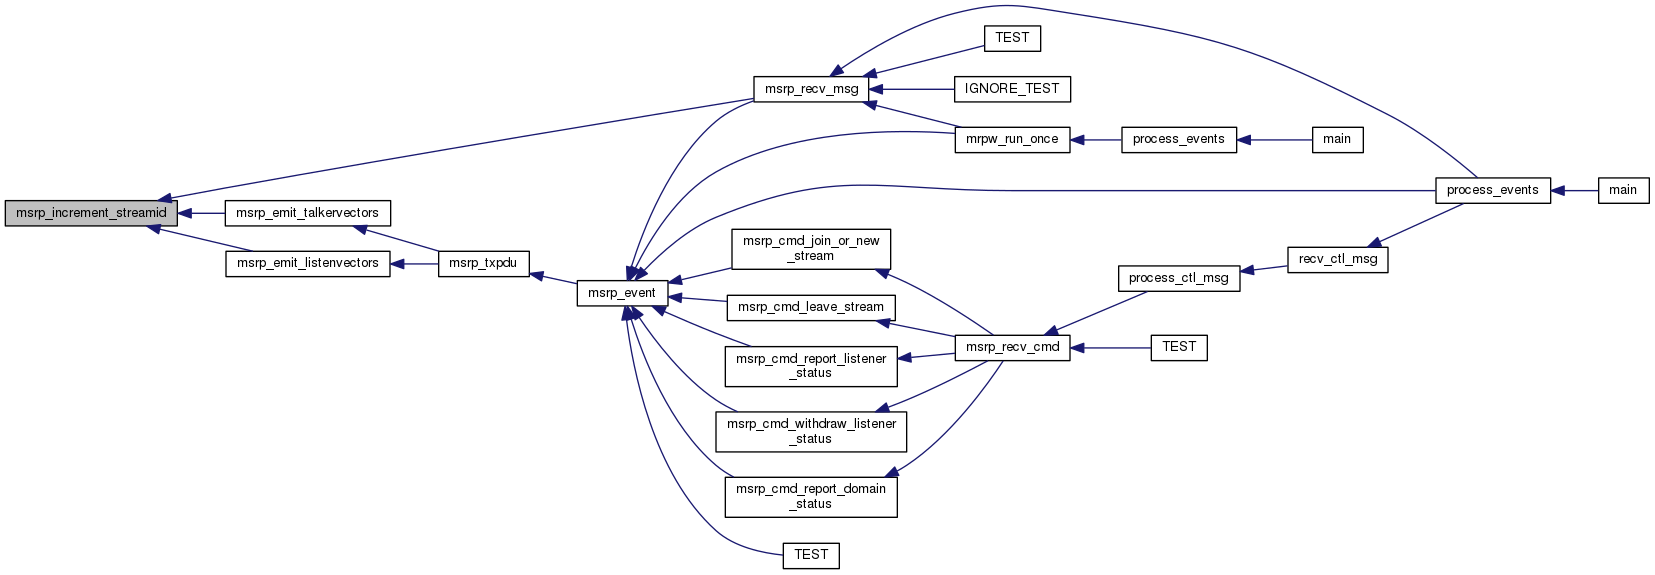 msrp_increment_streamid
msrp_emit_talkervectors
msrp_emit_listenvectors
msrp_txpdu
msrp_event
msrp_recv_msg
msrp_cmd_join_or_new
_stream
msrp_cmd_leave_stream
msrp_cmd_report_listener
_status
msrp_cmd_withdraw_listener
_status
msrp_cmd_report_domain
_status
TEST
TEST
IGNORE_TEST
mrpw_run_once
msrp_recv_cmd
process_events
main
process_ctl_msg
TEST
recv_ctl_msg
process_events
main